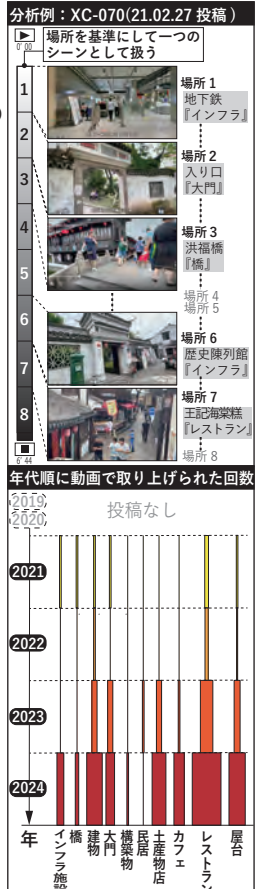 分析例：XC-070(21.02.27 投稿 )
0' 00
場所を基準にして一つの
シーンとして扱う
1
2
3
4
5
6
7
8
6' 44
場所 1
地下鉄
『インフラ』
場所 2
入り口
『大門』
場所 3
洪福橋
『橋』
場所 4
場所 5
場所 6
歴史陳列館
『インフラ』
場所 7
王記海棠糕
『レストラン』
場所 8
年代順に動画で取り上げられた回数
2019
2020
投稿なし
2021
2022
2023
2024
年
インフラ施設
橋
建物
大門
構築物
民居
土産物店
カフェ
レストラン
屋台